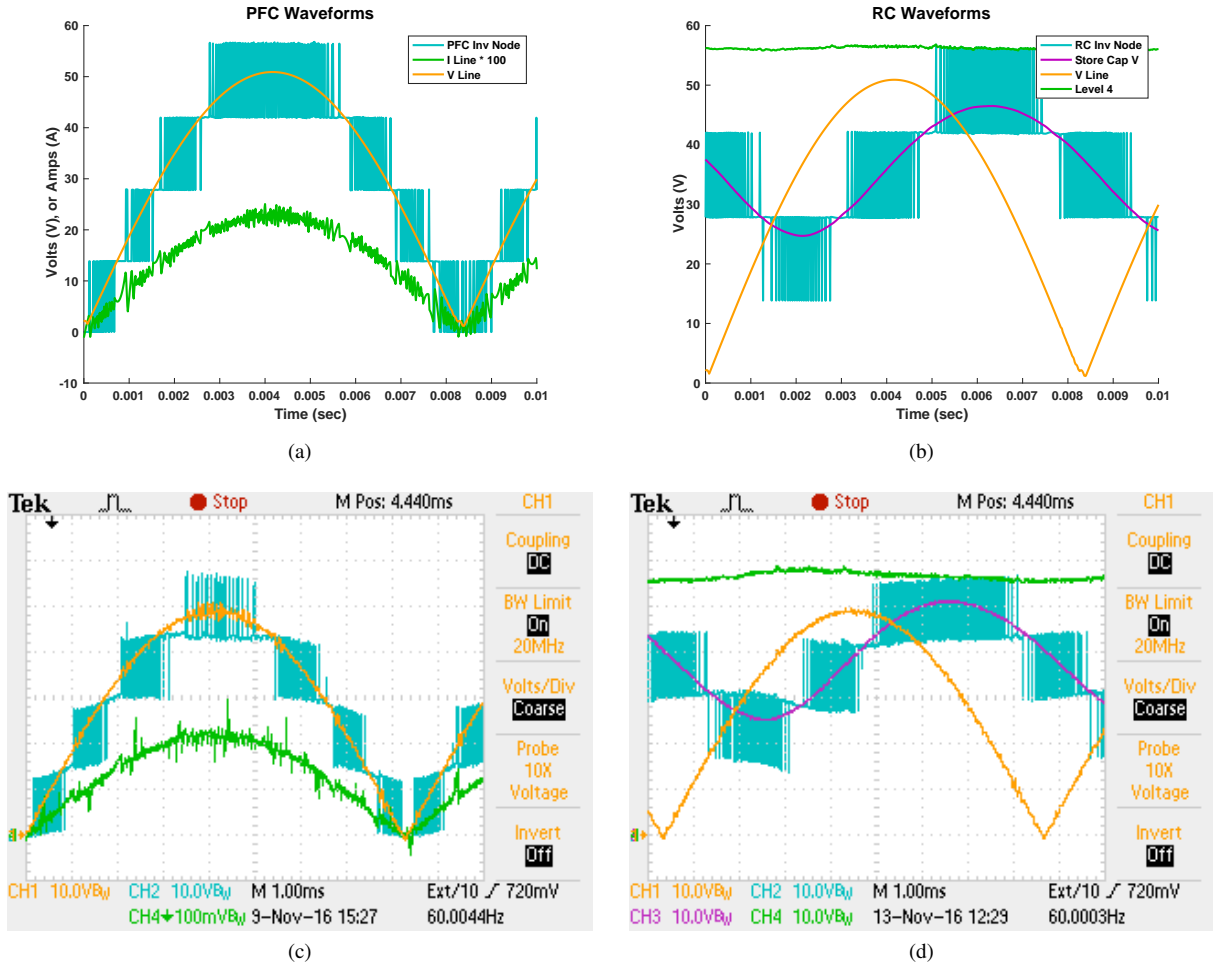 PFC Waveforms
60
50
40
30
20
10
0
-10
Volts (V), or Amps (A)
PFC Inv Node
I Line * 100
V Line
0 0.001 0.002 0.003 0.004 0.005 0.006 0.007 0.008 0.009 0.01
Time (sec)
(a)
RC Waveforms
60
50
40
30
20
10
0
Volts (V)
RC Inv Node
Store Cap V
V Line
Level 4
0 0.001 0.002 0.003 0.004 0.005 0.006 0.007 0.008 0.009 0.01
Time (sec)
(b)
Tek Stop M Pos: 4.440ms CH1
Coupling
DC
BW Limit
On
20MHz
Volts/Div
Coarse
Probe
10X
Voltage
Invert
Off
CH1 10.0VBW CH2 10.0VBW M 1.00ms Ext/10 720mV
CH4 100mVBW 9-Nov-16 15:27 60.0044Hz
(c)
Tek Stop M Pos: 4.440ms CH1
Coupling
DC
BW Limit
On
20MHz
Volts/Div
Coarse
Probe
10X
Voltage
Invert
Off
CH1 10.0VBW CH2 10.0VBW M 1.00ms Ext/10 720mV
CH3 10.0VBW CH4 10.0VBW 13-Nov-16 12:29 60.0003Hz
(d)